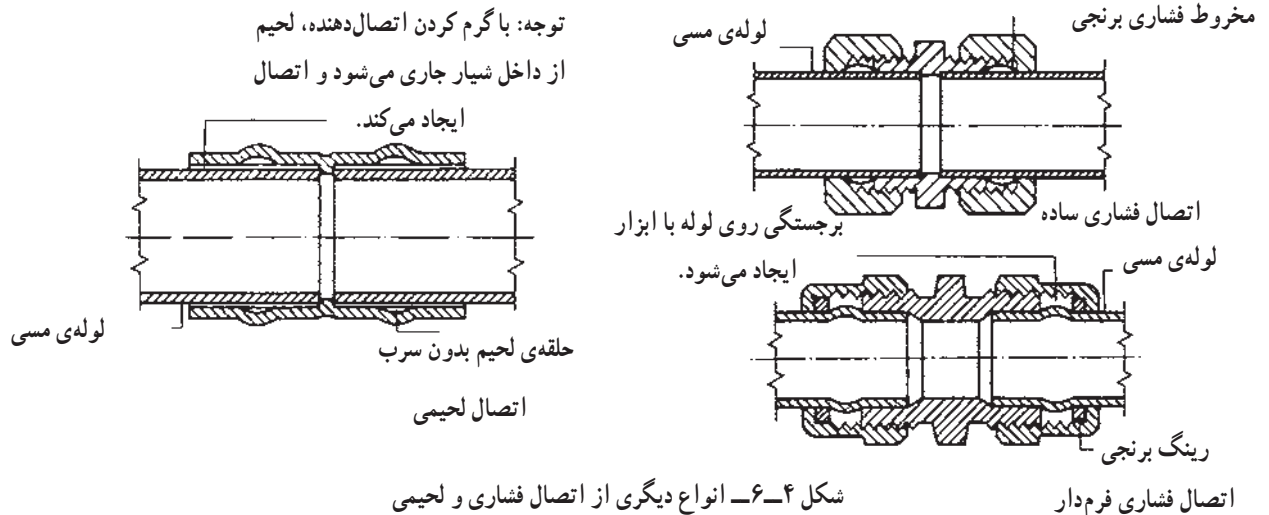 مخروط فشاری برنجی
لوله‌ی مسی
اتصال فشاری ساده
برجستگی روی لوله با ابزار
ایجاد می‌شود.
لوله‌ی مسی
رینگ برنجی
اتصال فشاری فرم‌دار
توجه: با گرم کردن اتصال‌دهنده، لحیم
از داخل شیار جاری می‌شود و اتصال
ایجاد می‌کند.
لوله‌ی مسی
حلقه‌ی لحیم بدون سرب
اتصال لحیمی
شکل ۴ــ۶ــ انواع دیگری از اتصال فشاری و لحیمی